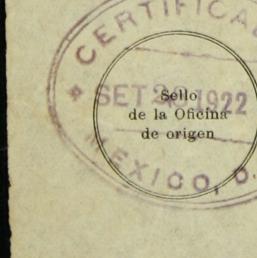 CERTIFICA
SET 1922
Sello
de la Oficina
de origen
MEXICO, D.